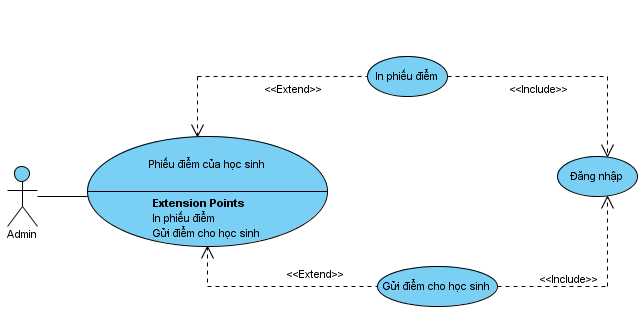 In phiếu điểm
<<Extend>>
<<Include>>
Phiếu điểm của học sinh
Extension Points
In phiếu điểm
Gửi điểm cho học sinh
Đăng nhập
Admin
<<Extend>>
<<Include>>
Gửi điểm cho học sinh